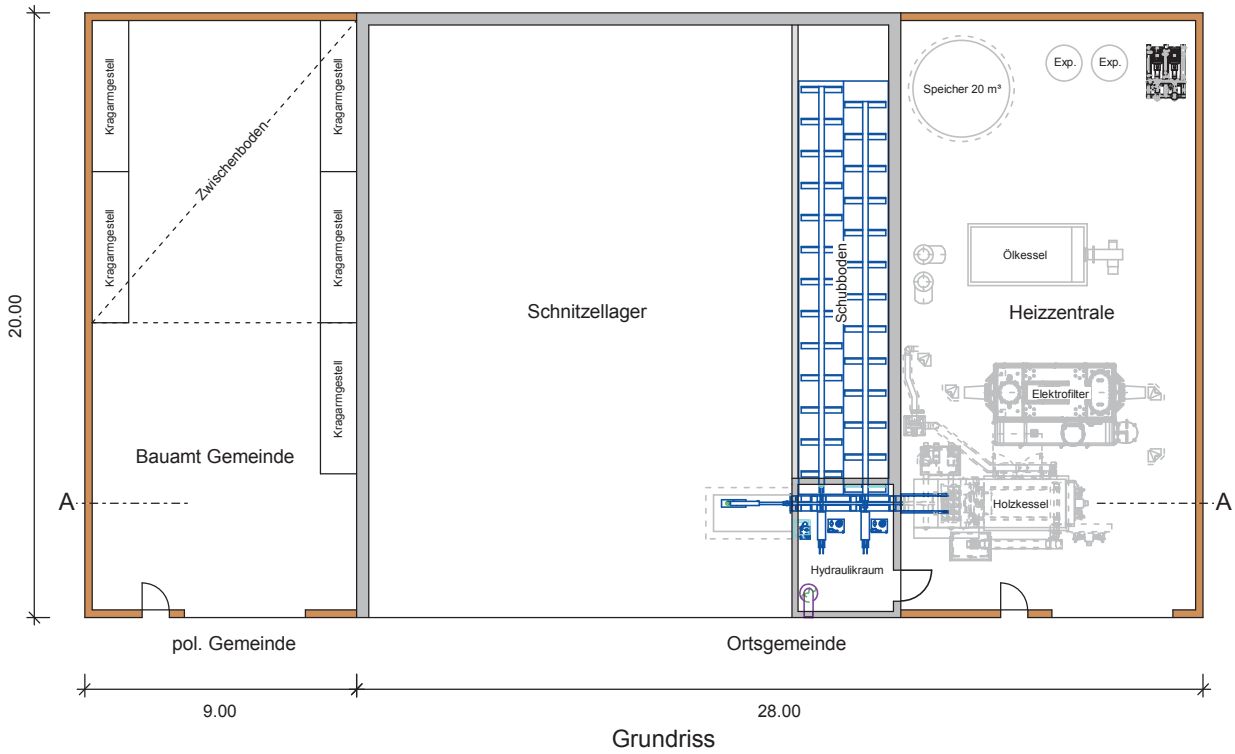 Kragarmgestell
Kragarmgestell
Zwischenboden
Speicher 20 m³
Exp.
Exp.
Kragarmgestell
Kragarmgestell
Schubboden
Ölkessel
20.00
Schnitzellager
Heizzentrale
Kragarmgestell
Elektrofilter
Bauamt Gemeinde
A
Holzkessel
A
Hydraulikraum
pol. Gemeinde
Ortsgemeinde
9.00
28.00
Grundriss